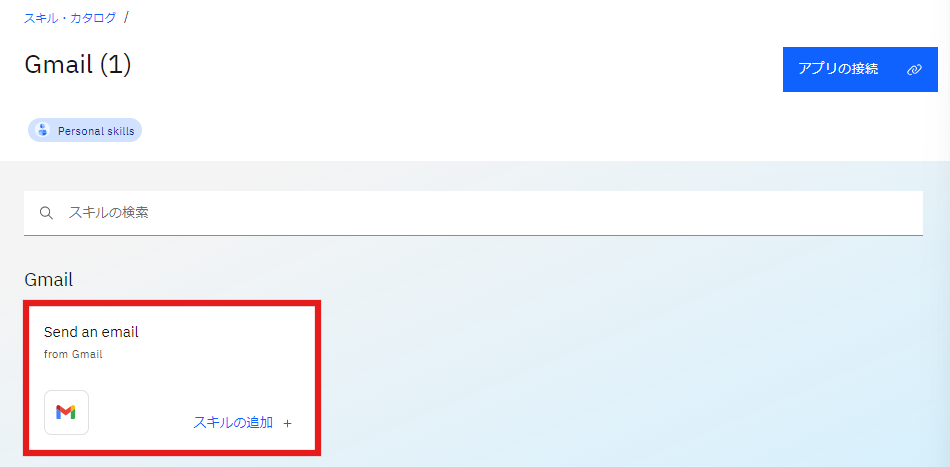 スキル・カタログ /
Gmail (1)
アプリの接続
Personal skills
スキルの検索
Gmail
Send an email
from Gmail
スキルの追加 +